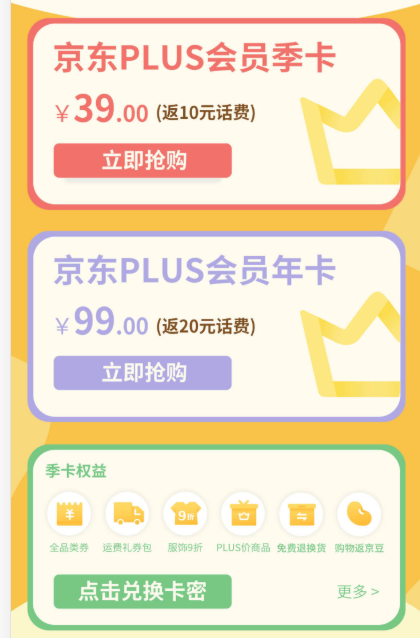 京东PLUS会员季卡
￥39.00 (返10元话费)
立即抢购
京东PLUS会员年卡
￥99.00 (返20元话费)
立即抢购
季卡权益
￥ 9折
全品类券 运费礼券包 服饰9折 PLUS价商品 免费退换货 购物返京豆
点击兑换卡密 更多 >